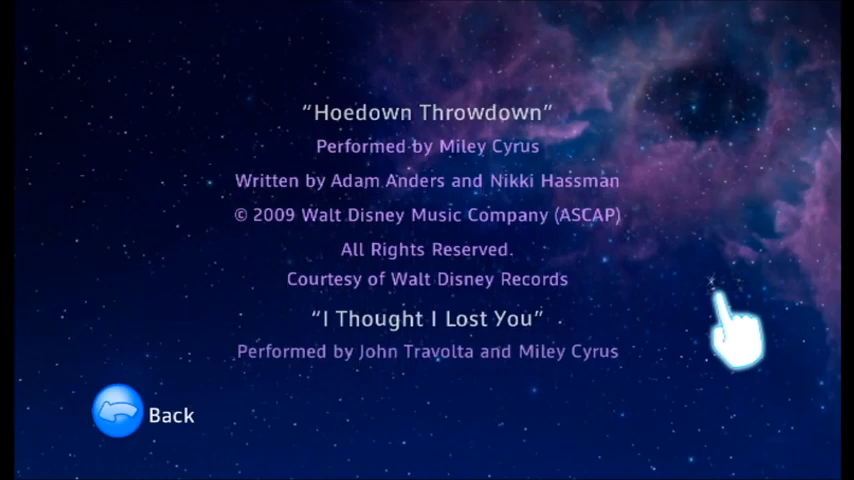 "Hoedown Throwdown"
Performed by Miley Cyrus
Written by Adam Anders and Nikki Hassman
© 2009 Walt Disney Music Company (ASCAP)
All Rights Reserved.
Courtesy of Walt Disney Records
"I Thought I Lost You"
Performed by John Travolta and Miley Cyrus
Back